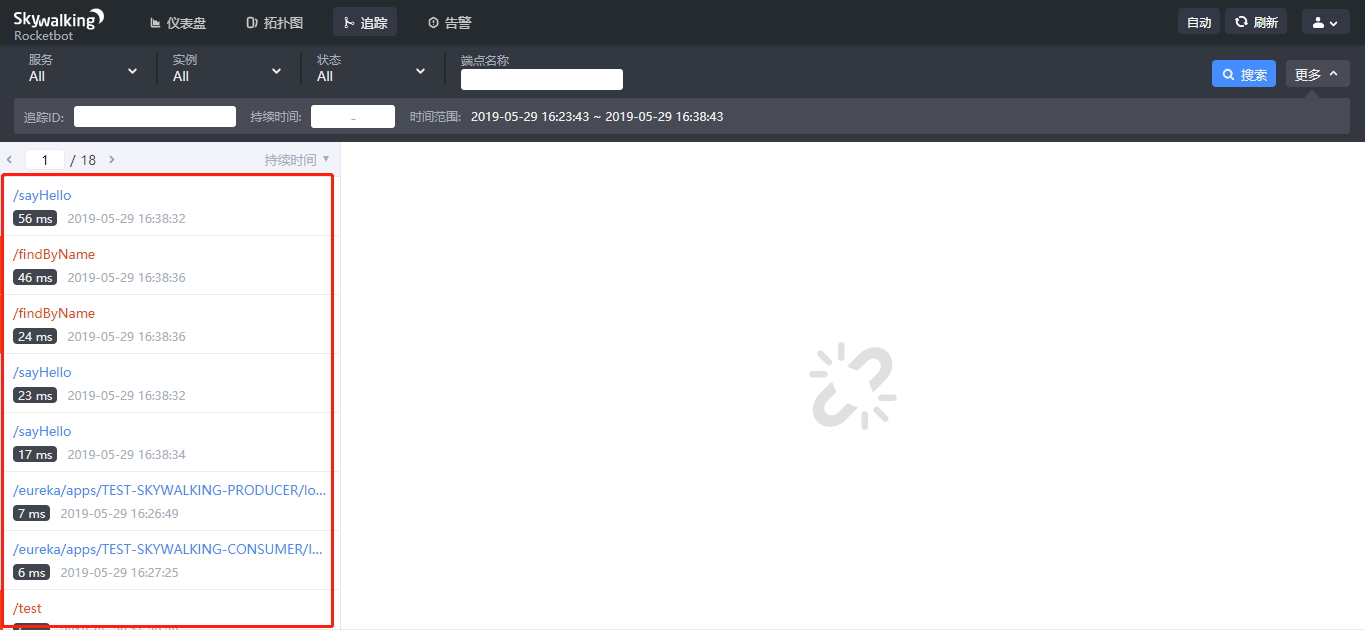 Skywalking
Rocketbot
仪表盘
拓扑图
追踪
告警
自动
刷新
服务
All
实例
All
状态
All
端点名称
搜索
更多
追踪ID:
持续时间:
-
时间范围:
2019-05-29 16:23:43 ~ 2019-05-29 16:38:43
1 / 18
持续时间
/sayHello
56 ms 2019-05-29 16:38:32
/findByName
46 ms 2019-05-29 16:38:36
/findByName
24 ms 2019-05-29 16:38:36
/sayHello
23 ms 2019-05-29 16:38:32
/sayHello
17 ms 2019-05-29 16:38:34
/eureka/apps/TEST-SKYWALKING-PRODUCER/lo...
7 ms 2019-05-29 16:26:49
/eureka/apps/TEST-SKYWALKING-CONSUMER/l...
6 ms 2019-05-29 16:27:25
/test